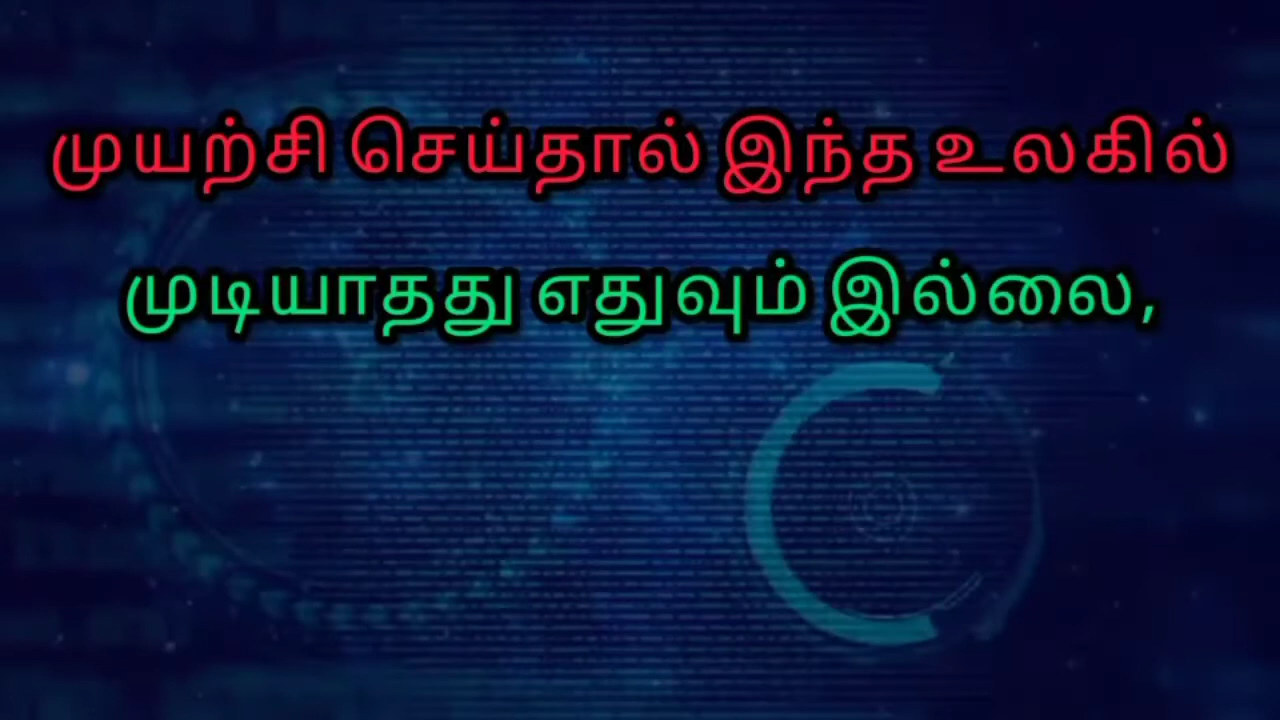 முயற்சி செய்தால் இந்த உலகில்
முடியாதது எதுவும் இல்லை,